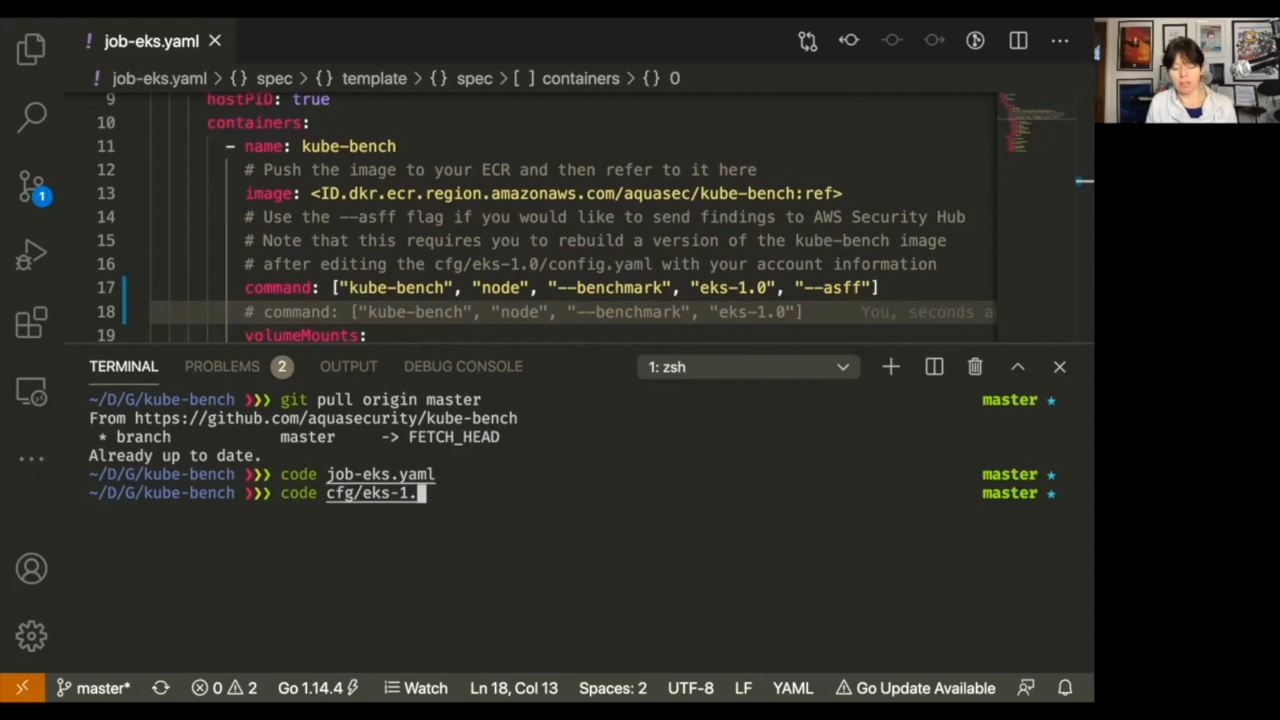 job-eks.yaml
job-eks.yaml > {} spec > {} template > {} spec > [ ] containers > {} 0
9 hostPID: true
10 containers:
11 - name: kube-bench
12 # Push the image to your ECR and then refer to it here
13 image: <ID.dkr.ecr.region.amazonaws.com/aquasec/kube-bench:ref>
14 # Use the --asff flag if you would like to send findings to AWS Security Hub
15 # Note that this requires you to rebuild a version of the kube-bench image
16 # after editing the cfg/eks-1.0/config.yaml with your account information
17 command: ["kube-bench", "node", "--benchmark", "eks-1.0", "--asff"]
18 # command: ["kube-bench", "node", "--benchmark", "eks-1.0"] You, seconds a
19 volumeMounts:
1
TERMINAL PROBLEMS 2 OUTPUT DEBUG CONSOLE 1: zsh
~/D/G/kube-bench ❯❯❯ git pull origin master master ★
From https://github.com/aquasecurity/kube-bench
* branch master -> FETCH_HEAD
Already up to date.
~/D/G/kube-bench ❯❯❯ code job-eks.yaml master ★
~/D/G/kube-bench ❯❯❯ code cfg/eks-1. master ★
master* 0 2 Go 1.14.4 Watch Ln 18, Col 13 Spaces: 2 UTF-8 LF YAML Go Update Available